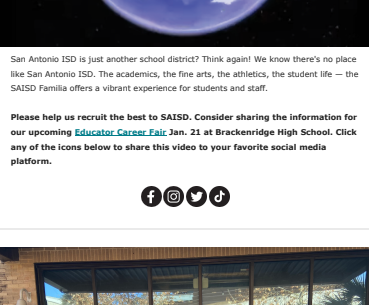 San Antonio ISD is just another school district? Think again! We know there's no place
like San Antonio ISD. The academics, the fine arts, the athletics, the student life — the
SAISD Familia offers a vibrant experience for students and staff.
Please help us recruit the best to SAISD. Consider sharing the information for
our upcoming Educator Career Fair Jan. 21 at Brackenridge High School. Click
any of the icons below to share this video to your favorite social media
platform.